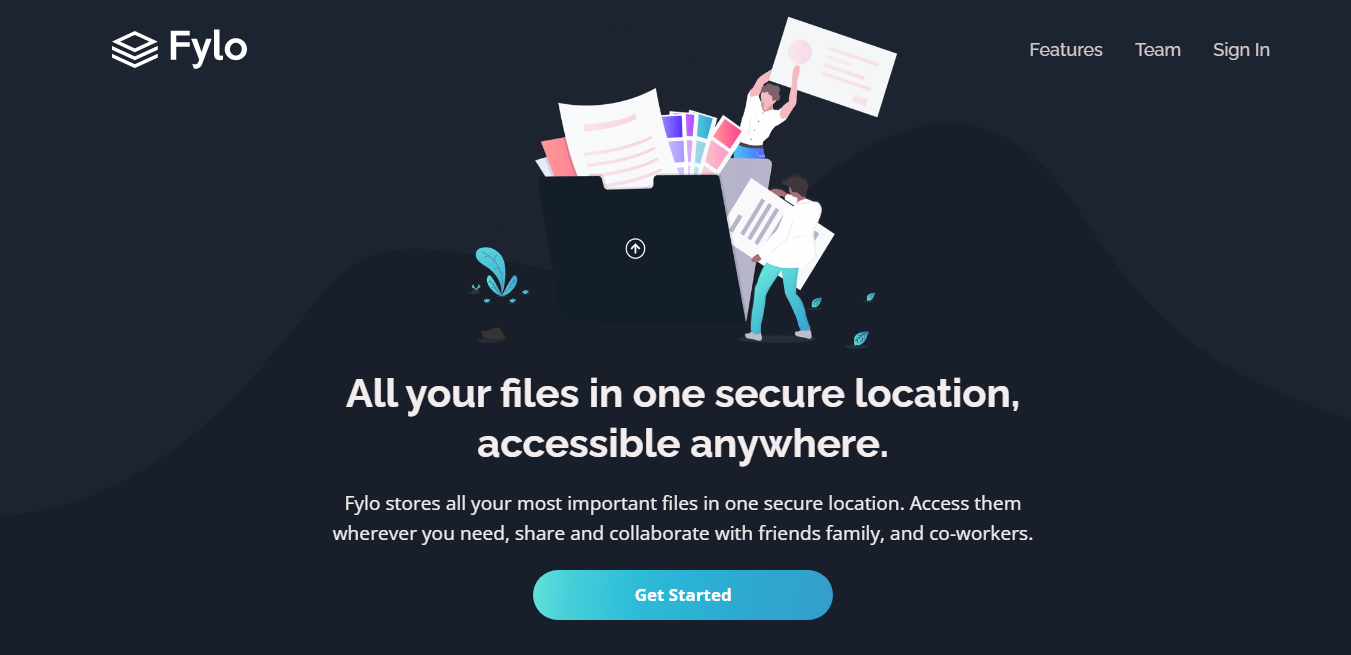 Fylo
Features Team Sign In
All your files in one secure location,
accessible anywhere.
Fylo stores all your most important files in one secure location. Access them
wherever you need, share and collaborate with friends family, and co-workers.
Get Started